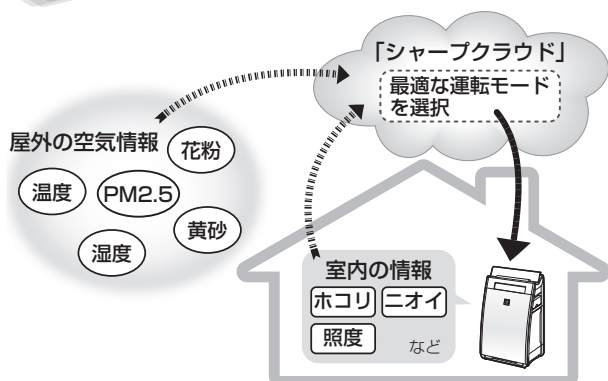 「シャープクラウド」
最適な運転モード
を選択
屋外の空気情報
花粉
温度
PM2.5
黄砂
湿度
室内の情報
ホコリ
ニオイ
照度
など